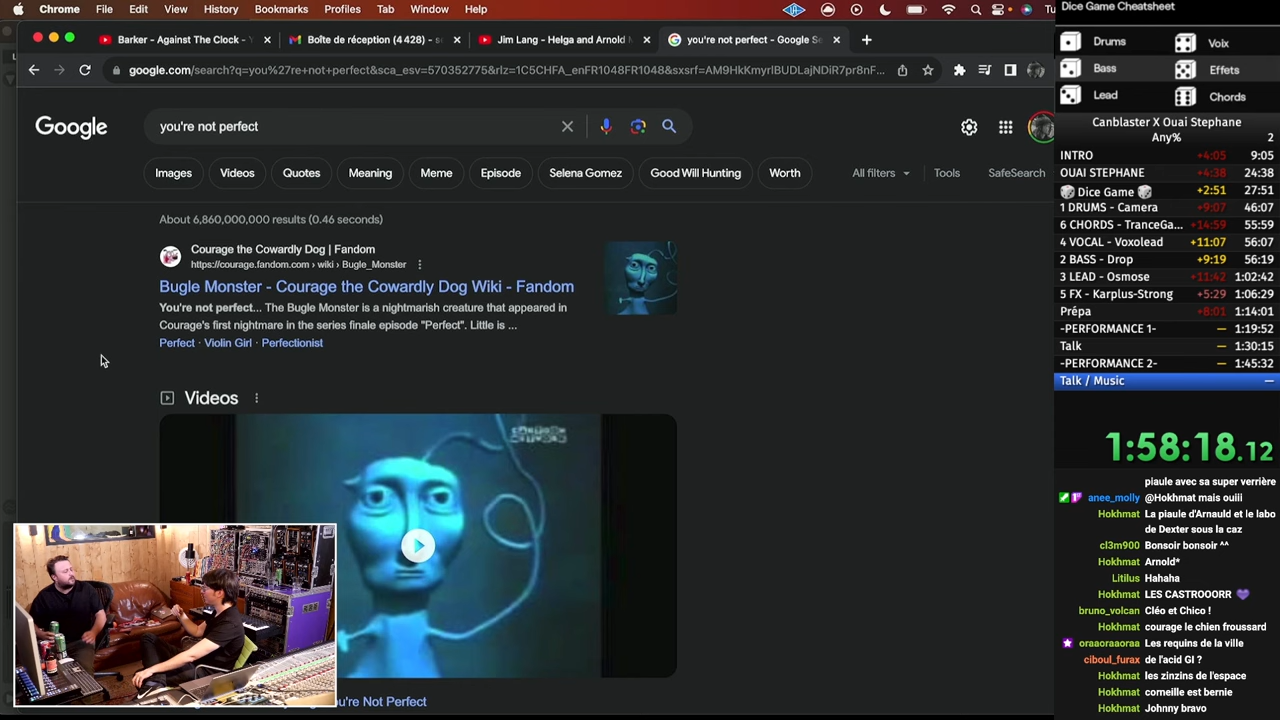 Chrome File Edit View History Bookmarks Profiles Tab Window Help
Barker - Against The Clock -
Boîte de réception (4 428) -
Jim Lang - Helga and Arnold
you're not perfect - Google Se
google.com/search?q=you%27re+not+perfect&sca_esv=570352775&rlz=1C5CHFA_enFR1048FR1048&sxsrf=AM9HkKmyrlBUDLajNDiR7pr8nF...
Google
you're not perfect
Images Videos Quotes Meaning Meme Episode Selena Gomez Good Will Hunting Worth All filters Tools SafeSearch
About 6,860,000,000 results (0.46 seconds)
Courage the Cowardly Dog | Fandom
https://courage.fandom.com › wiki › Bugle_Monster
Bugle Monster - Courage the Cowardly Dog Wiki - Fandom
You're not perfect... The Bugle Monster is a nightmarish creature that appeared in
Courage's first nightmare in the series finale episode "Perfect". Little is ...
Perfect · Violin Girl · Perfectionist
Videos
You're Not Perfect
Dice Game Cheatsheet
Drums Voix
Bass Effets
Lead Chords
Canblaster X Ouai Stephane
Any% 2
INTRO +4:05 9:05
OUAI STEPHANE +4:38 24:38
Dice Game +2:51 27:51
1 DRUMS - Camera +9:07 46:07
6 CHORDS - TranceGa... +14:59 55:59
4 VOCAL - Voxolead +11:07 56:07
2 BASS - Drop +9:19 56:19
3 LEAD - Osmose +11:42 1:02:42
5 FX - Karplus-Strong +5:29 1:06:29
Prépa +8:01 1:14:01
-PERFORMANCE 1- — 1:19:52
Talk — 1:30:15
-PERFORMANCE 2- — 1:45:32
Talk / Music —
1:58:18.12
piaule avec sa super verrière
anee_molly @Hokhmat mais ouiii
Hokhmat La piaule d'Arnauld et le labo
de Dexter sous la caz
cl3m900 Bonsoir bonsoir ^^
Hokhmat Arnold*
Litilus Hahaha
Hokhmat LES CASTROOORR
bruno_volcan Cléo et Chico !
Hokhmat courage le chien froussard
oraoraoraa Les requins de la ville
ciboul_furax de l'acid GI ?
Hokhmat les zinzins de l'espace
Hokhmat corneille est bernie
Hokhmat Johnny bravo